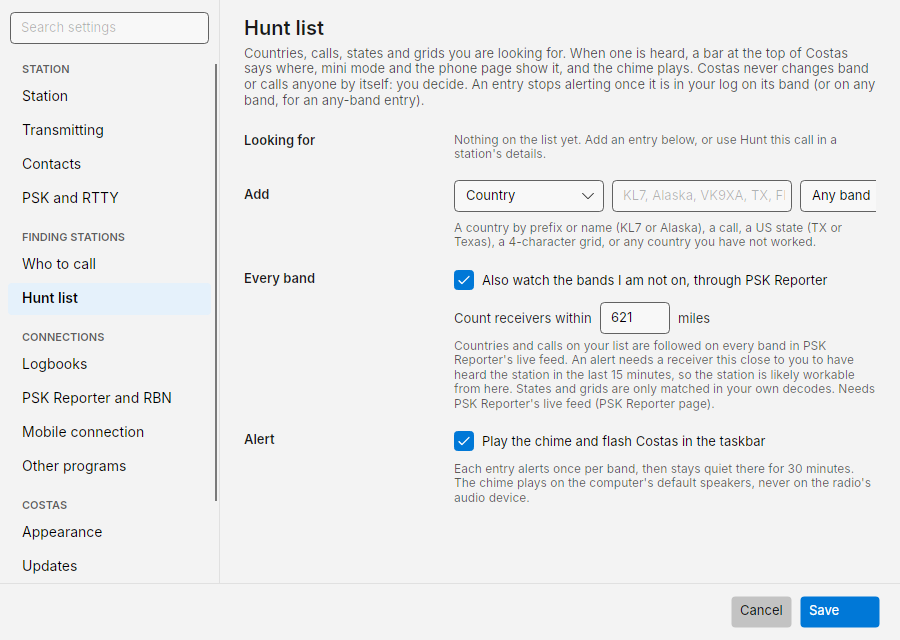 Search settings
STATION
Station
Transmitting
Contacts
PSK and RTTY
FINDING STATIONS
Who to call
Hunt list
CONNECTIONS
Logbooks
PSK Reporter and RBN
Mobile connection
Other programs
COSTAS
Appearance
Updates
Hunt list
Countries, calls, states and grids you are looking for. When one is heard, a bar at the top of Costas
says where, mini mode and the phone page show it, and the chime plays. Costas never changes band
or calls anyone by itself: you decide. An entry stops alerting once it is in your log on its band (or on any
band, for an any-band entry).
Looking for
Nothing on the list yet. Add an entry below, or use Hunt this call in a
station's details.
Add
Country
KL7, Alaska, VK9XA, TX, F
Any band
A country by prefix or name (KL7 or Alaska), a call, a US state (TX or
Texas), a 4-character grid, or any country you have not worked.
Every band
Also watch the bands I am not on, through PSK Reporter
Count receivers within 621 miles
Countries and calls on your list are followed on every band in PSK
Reporter's live feed. An alert needs a receiver this close to you to have
heard the station in the last 15 minutes, so the station is likely workable
from here. States and grids are only matched in your own decodes. Needs
PSK Reporter's live feed (PSK Reporter page).
Alert
Play the chime and flash Costas in the taskbar
Each entry alerts once per band, then stays quiet there for 30 minutes.
The chime plays on the computer's default speakers, never on the radio's
audio device.
Cancel
Save